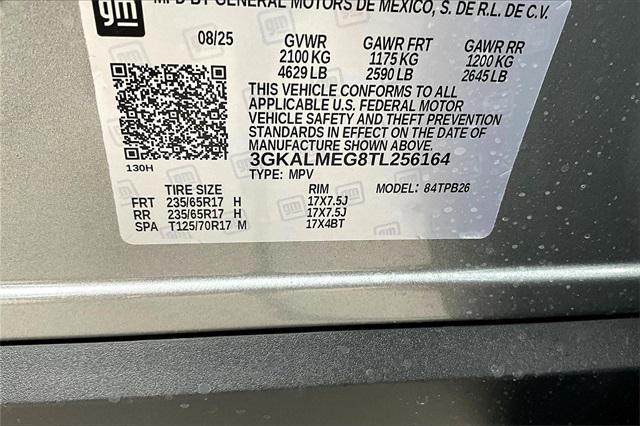 gm
MFD BY GENERAL MOTORS DE MEXICO, S. DE R.L. DE C.V.
08/25 GVWR GAWR FRT GAWR RR
2100 KG 1175 KG 1200 KG
4629 LB 2590 LB 2645 LB
THIS VEHICLE CONFORMS TO ALL
APPLICABLE U.S. FEDERAL MOTOR
VEHICLE SAFETY AND THEFT PREVENTION
STANDARDS IN EFFECT ON THE DATE OF
MANUFACTURE SHOWN ABOVE.
3GKALMEG8TL256164
130H
TYPE: MPV
TIRE SIZE RIM MODEL: 84TPB26
FRT 235/65R17 H 17X7.5J
RR 235/65R17 H 17X7.5J
SPA T125/70R17 M 17X4BT